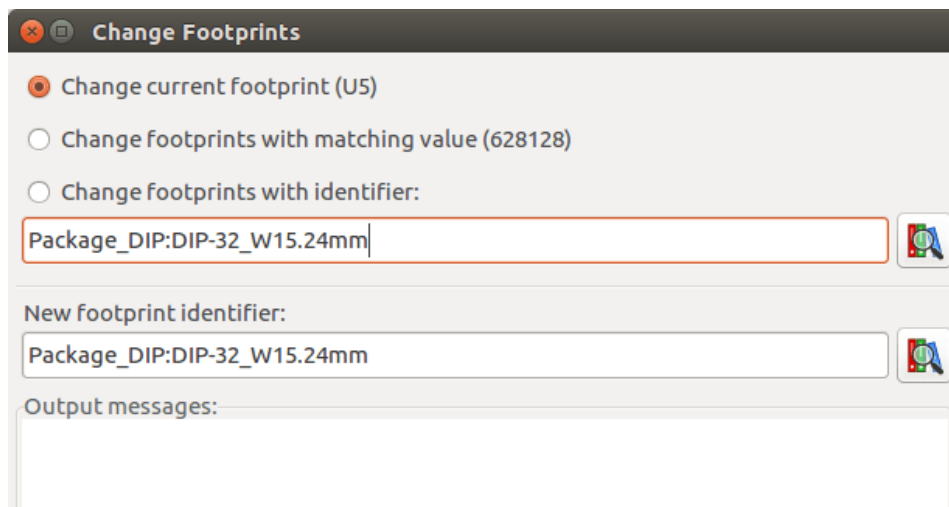 Change Footprints
Change current footprint (U5)
Change footprints with matching value (628128)
Change footprints with identifier:
Package_DIP:DIP-32_W15.24mm
New footprint identifier:
Package_DIP:DIP-32_W15.24mm
Output messages: